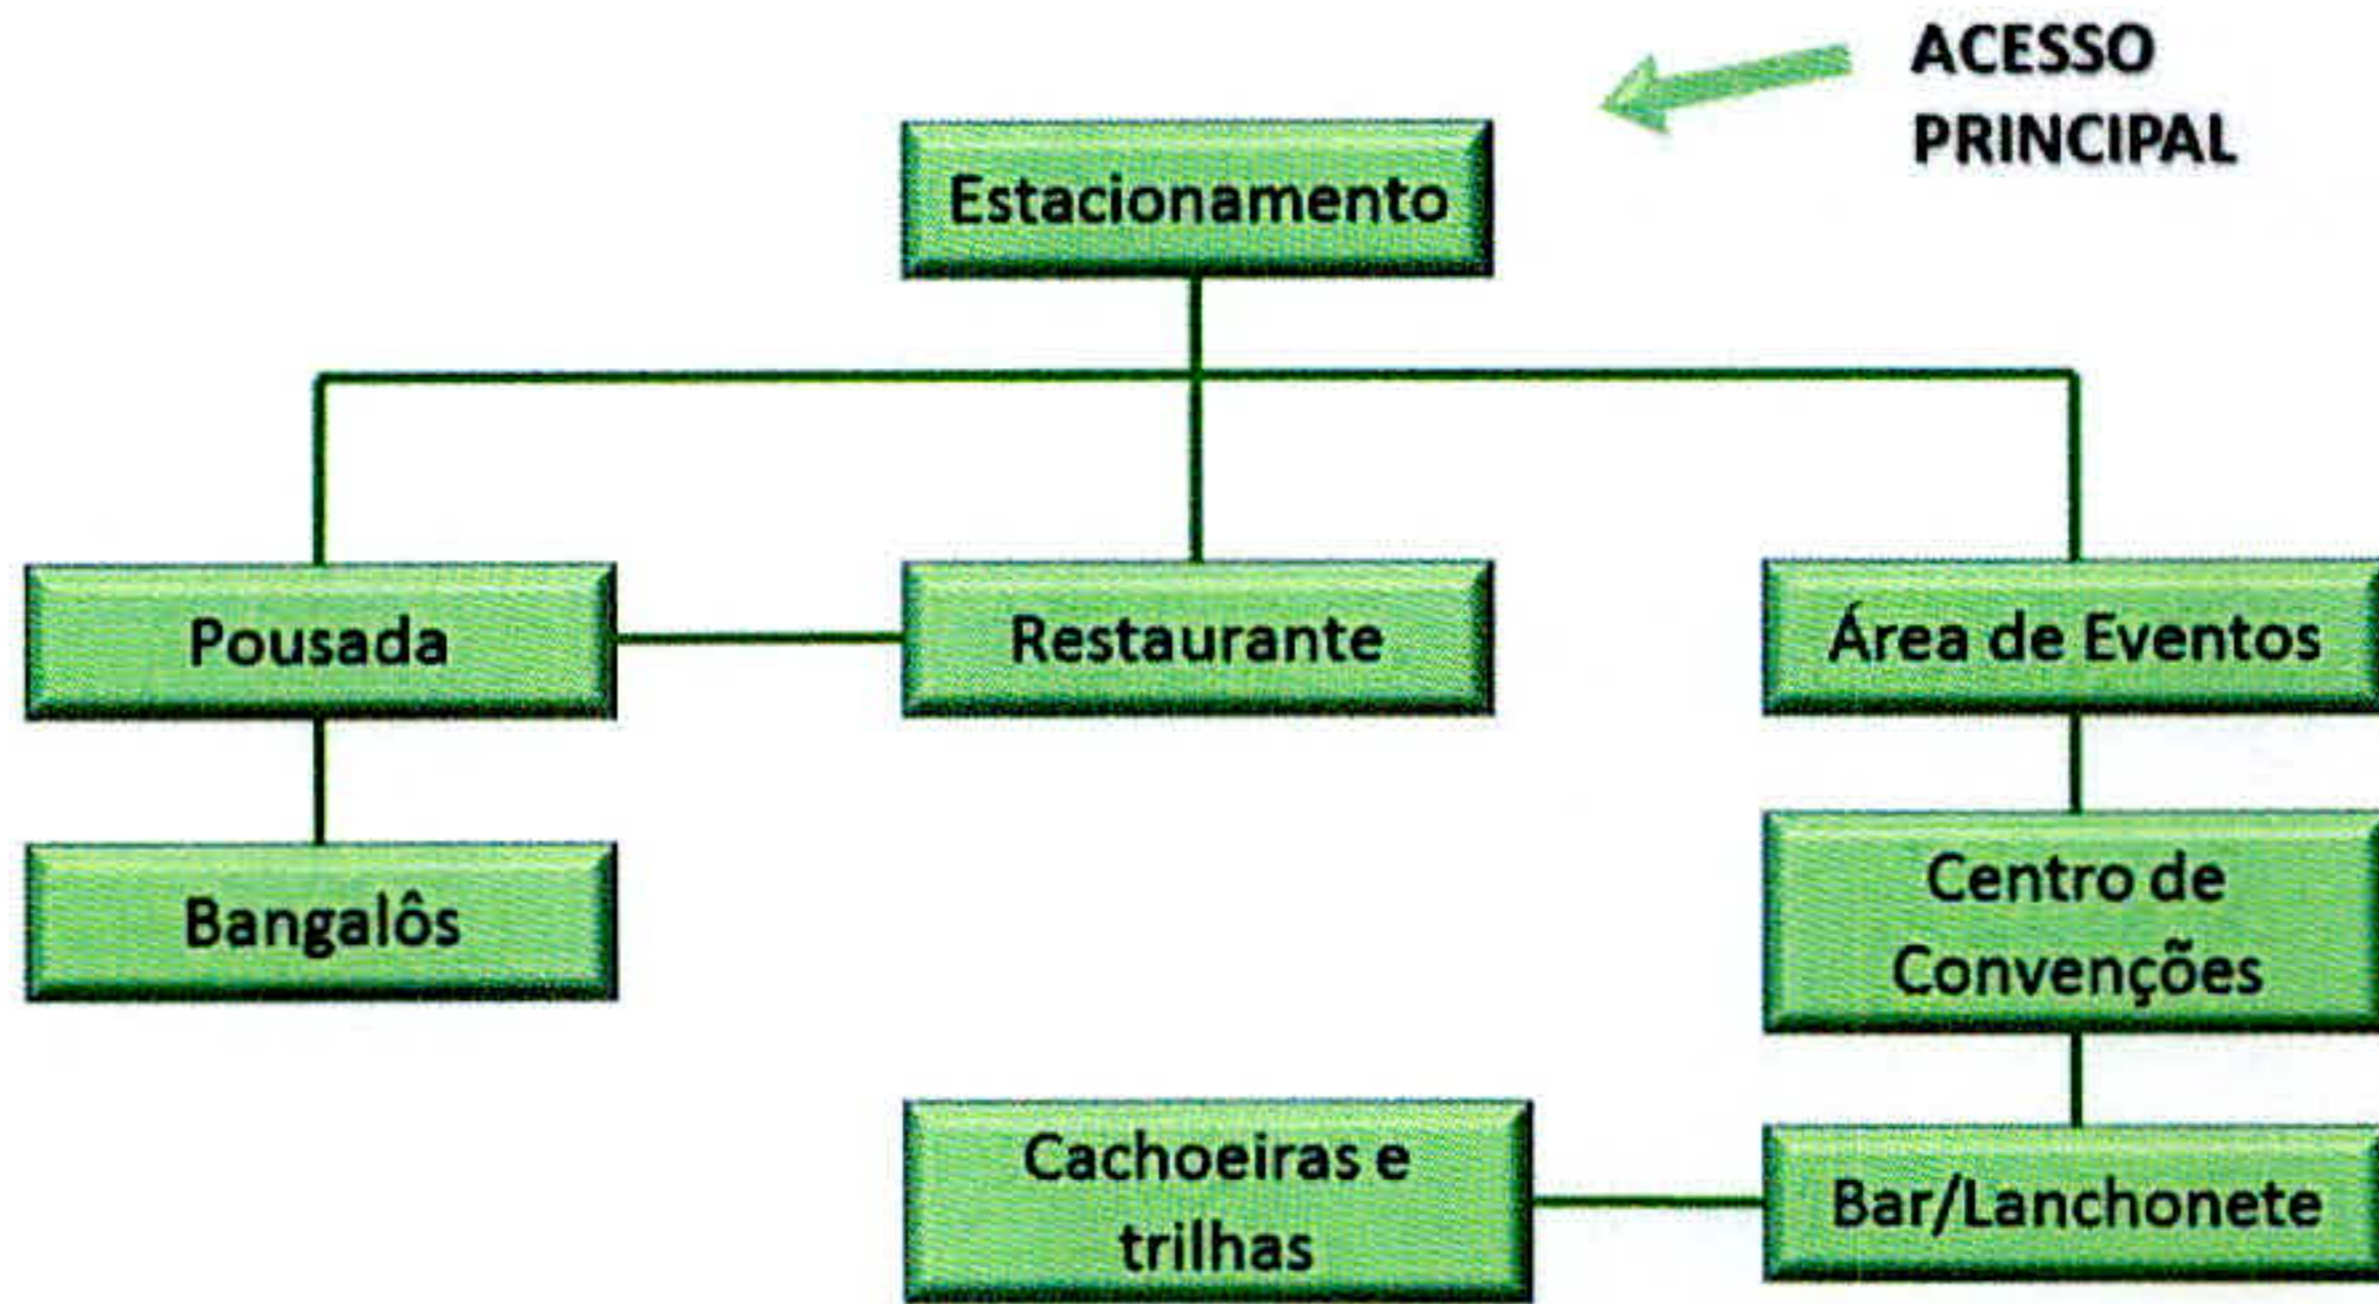 ACESSO
PRINCIPAL
Estacionamento
Pousada
Restaurante
Área de Eventos
Bangalôs
Centro de
Convenções
Cachoeiras e
trilhas
Bar/Lanchonete